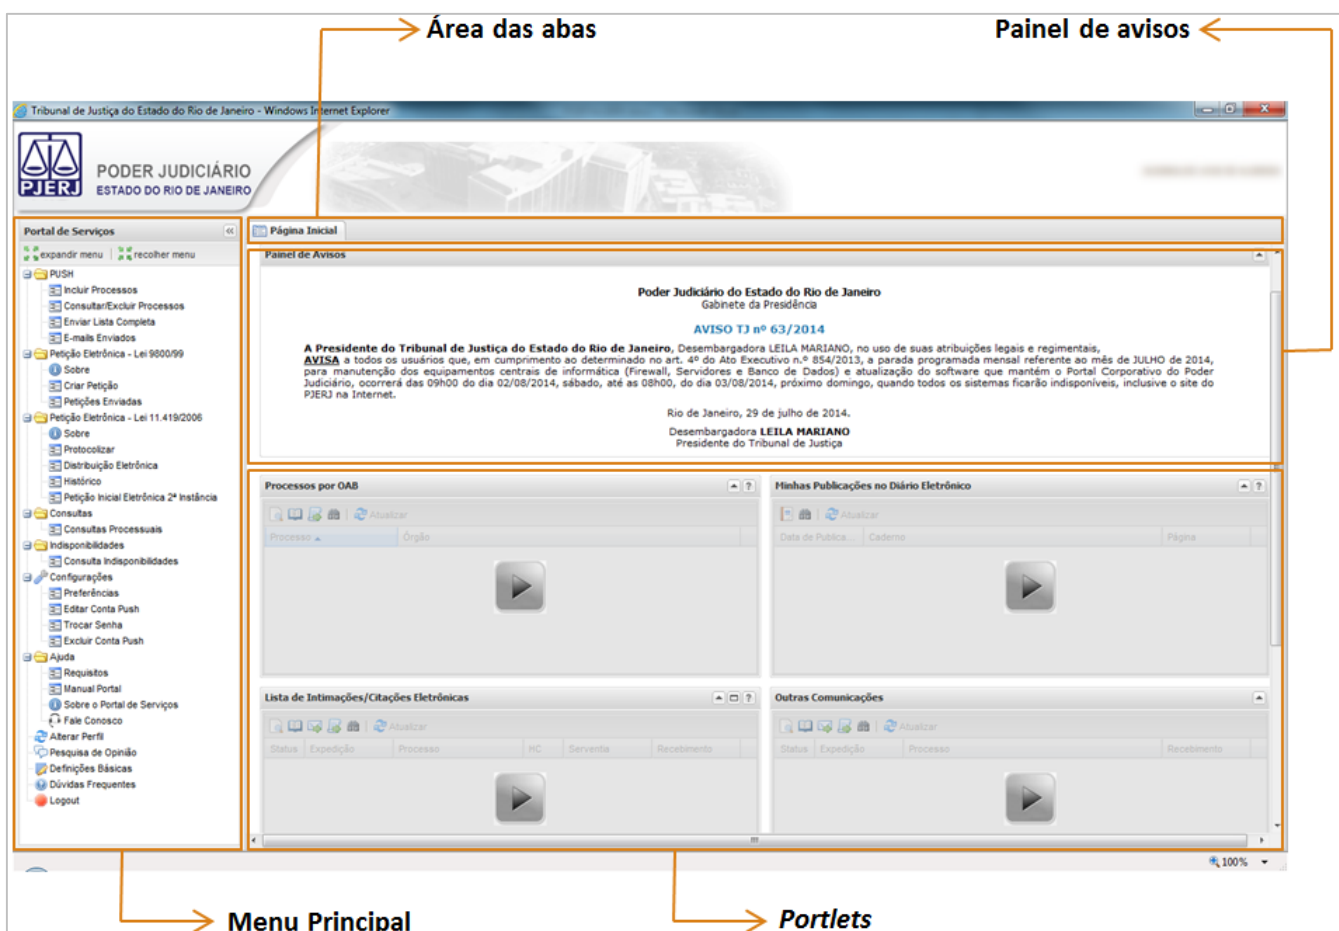 Área das abas
Painel de avisos
Tribunal de Justiça do Estado do Rio de Janeiro - Windows Internet Explorer
PJERJ
PODER JUDICIÁRIO
ESTADO DO RIO DE JANEIRO
Portal de Serviços
expandir menu
recolher menu
PUSH
Incluir Processos
Consultar/Excluir Processos
Enviar Lista Completa
E-mails Enviados
Petição Eletrônica - Lei 9800/99
Sobre
Criar Petição
Petições Enviadas
Petição Eletrônica - Lei 11.419/2006
Sobre
Protocolizar
Distribuição Eletrônica
Histórico
Petição Inicial Eletrônica 2ª Instância
Consultas
Consultas Processuais
Indisponibilidades
Consulta Indisponibilidades
Configurações
Preferências
Editar Conta Push
Trocar Senha
Excluir Conta Push
Ajuda
Requisitos
Manual Portal
Sobre o Portal de Serviços
Fale Conosco
Alterar Perfil
Pesquisa de Opinião
Definições Básicas
Dúvidas Frequentes
Logout
Página Inicial
Painel de Avisos
Poder Judiciário do Estado do Rio de Janeiro
Gabinete da Presidência
AVISO TJ nº 63/2014
A Presidente do Tribunal de Justiça do Estado do Rio de Janeiro, Desembargadora LEILA MARIANO, no uso de suas atribuições legais e regimentais,
AVISA a todos os usuários que, em cumprimento ao determinado no art. 4º do Ato Executivo n.º 854/2013, a parada programada mensal referente ao mês de JULHO de 2014,
para manutenção dos equipamentos centrais de informática (Firewall, Servidores e Banco de Dados) e atualização do software que mantém o Portal Corporativo do Poder
Judiciário, ocorrerá das 09h00 do dia 02/08/2014, sábado, até as 08h00, do dia 03/08/2014, próximo domingo, quando todos os sistemas ficarão indisponíveis, inclusive o site do
PJERJ na Internet.
Rio de Janeiro, 29 de julho de 2014.
Desembargadora LEILA MARIANO
Presidente do Tribunal de Justiça
Processos por OAB
Atualizar
Processo Órgão
Minhas Publicações no Diário Eletrônico
Atualizar
Data de Publica... Caderno Página
Lista de Intimações/Citações Eletrônicas
Atualizar
Status Expedição Processo HC Serventia Recebimento
Outras Comunicações
Atualizar
Status Expedição Processo Recebimento
100%
Menu Principal
Portlets